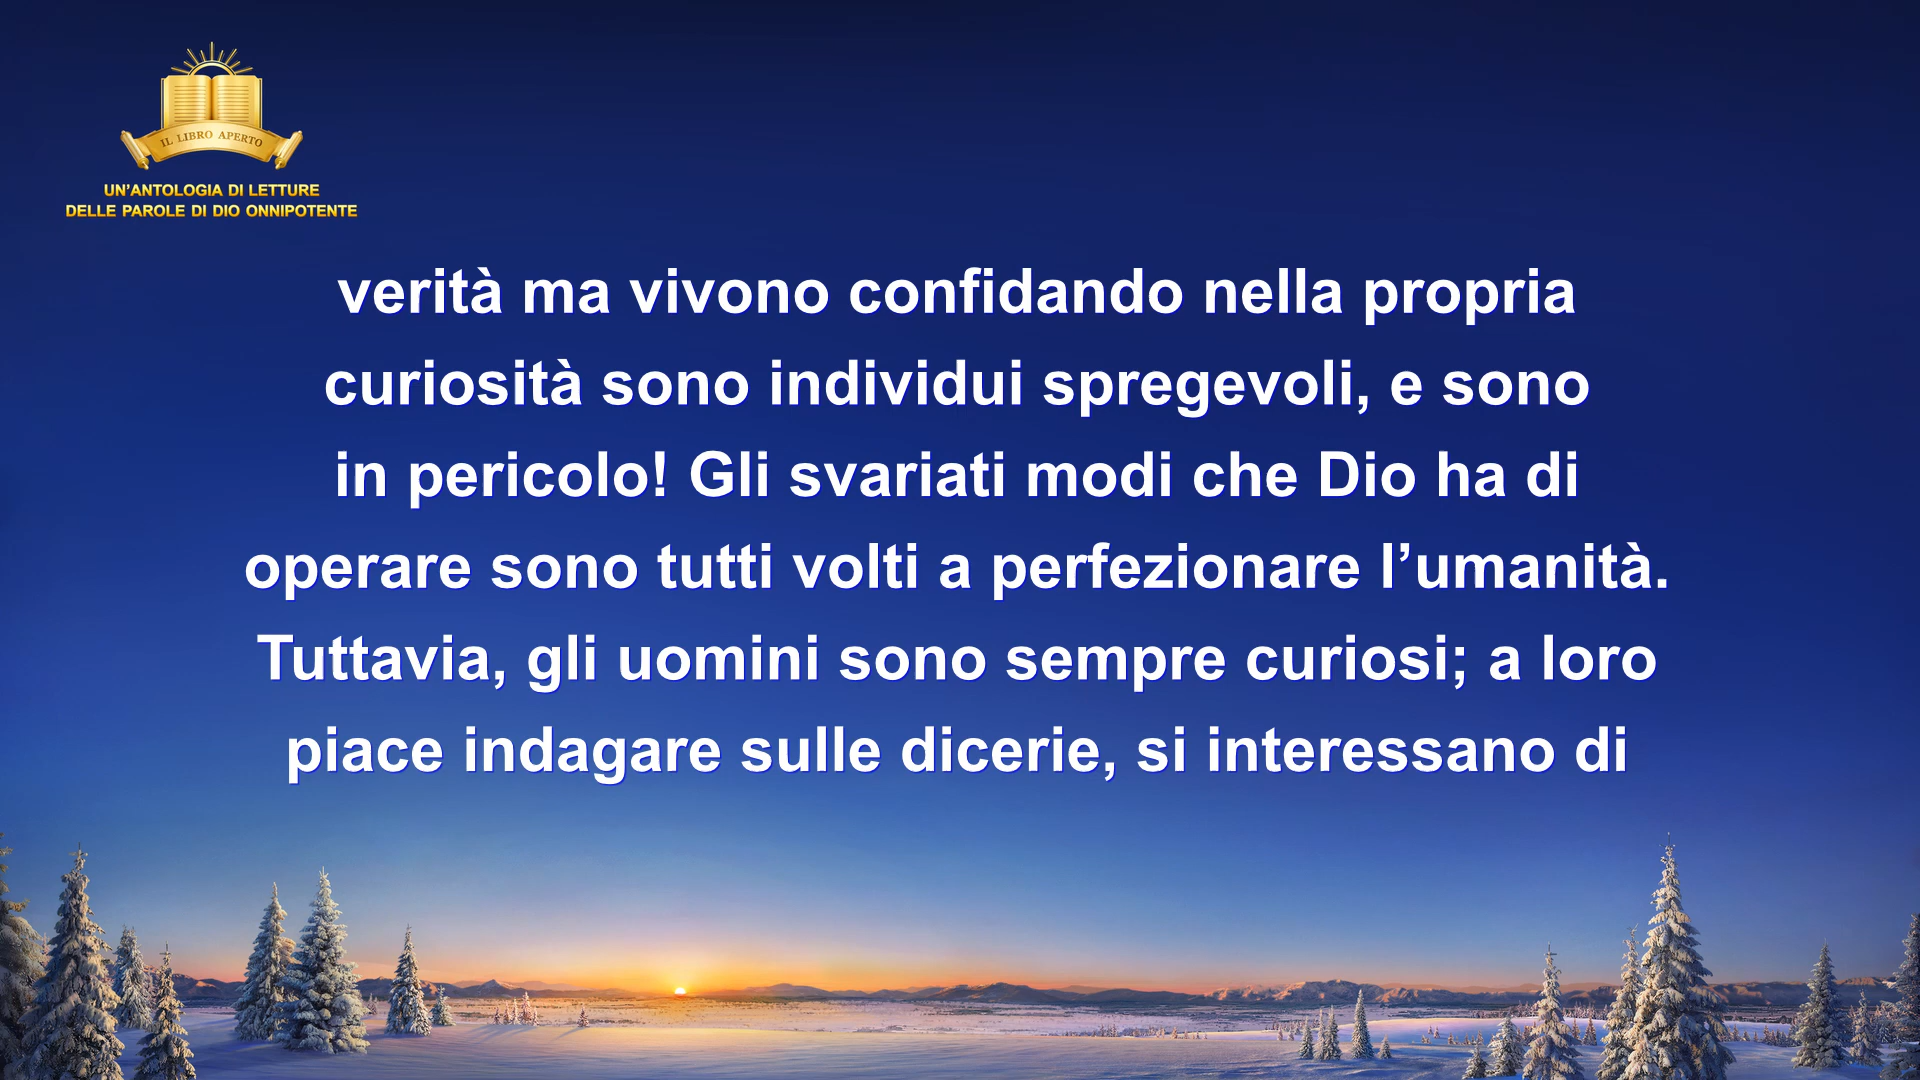 IL LIBRO APERTO
UN’ANTOLOGIA DI LETTURE
DELLE PAROLE DI DIO ONNIPOTENTE
verità ma vivono confidando nella propria
curiosità sono individui spregevoli, e sono
in pericolo! Gli svariati modi che Dio ha di
operare sono tutti volti a perfezionare l’umanità.
Tuttavia, gli uomini sono sempre curiosi; a loro
piace indagare sulle dicerie, si interessano di